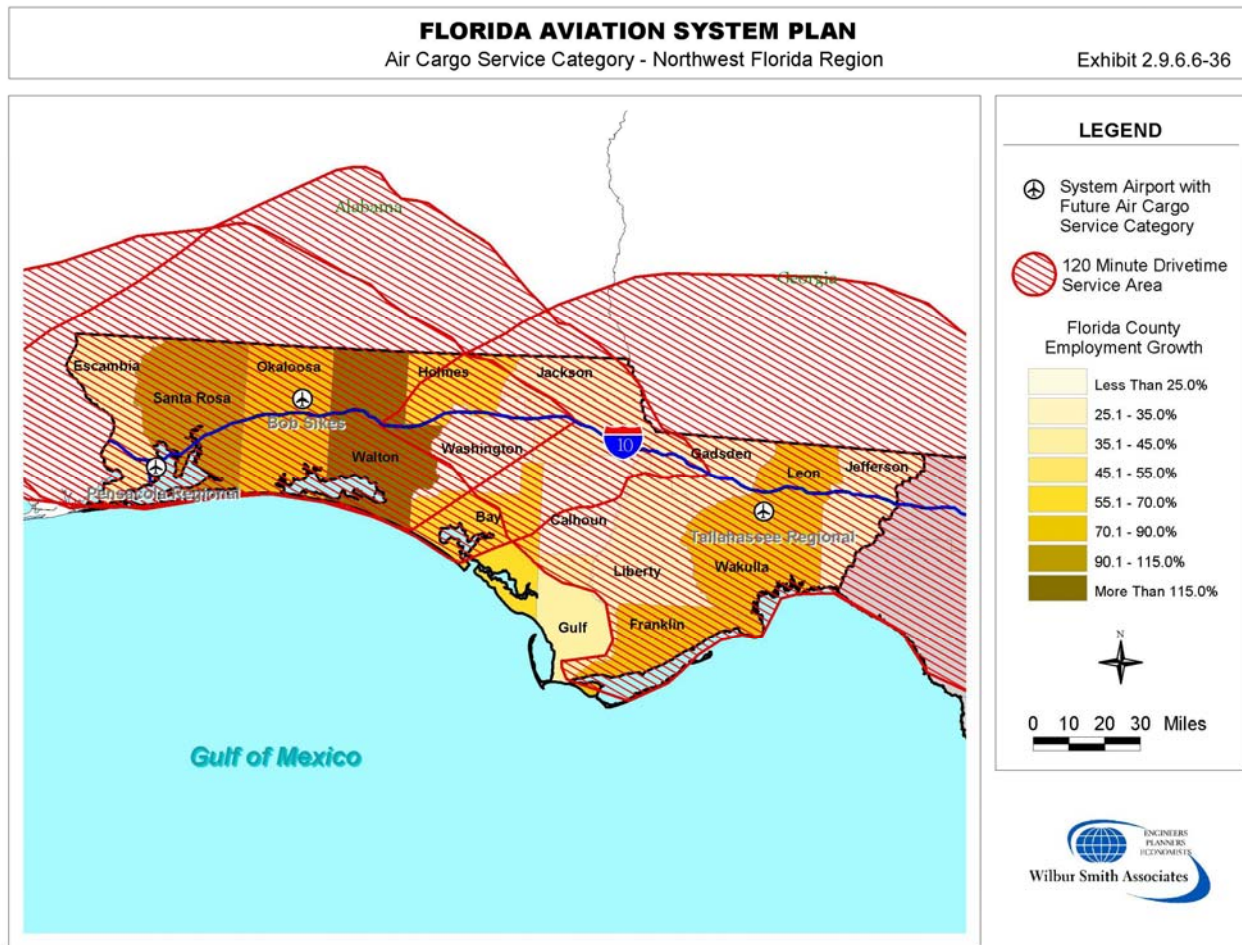 FLORIDA AVIATION SYSTEM PLAN
Air Cargo Service Category - Northwest Florida Region
Exhibit 2.9.6.6-36
Alabama
Georgia
Escambia
Santa Rosa
Okaloosa
Holmes
Jackson
Bob Sikes
Walton
Washington
10
Gadsden
Leon
Jefferson
Pensacola Regional
Bay
Calhoun
Tallahassee Regional
Liberty
Wakulla
Gulf
Franklin
Gulf of Mexico
LEGEND
System Airport with
Future Air Cargo
Service Category
120 Minute Drivetime
Service Area
Florida County
Employment Growth
Less Than 25.0%
25.1 - 35.0%
35.1 - 45.0%
45.1 - 55.0%
55.1 - 70.0%
70.1 - 90.0%
90.1 - 115.0%
More Than 115.0%
N
0 10 20 30 Miles
ENGINEERS
PLANNERS
ECONOMISTS
Wilbur Smith Associates